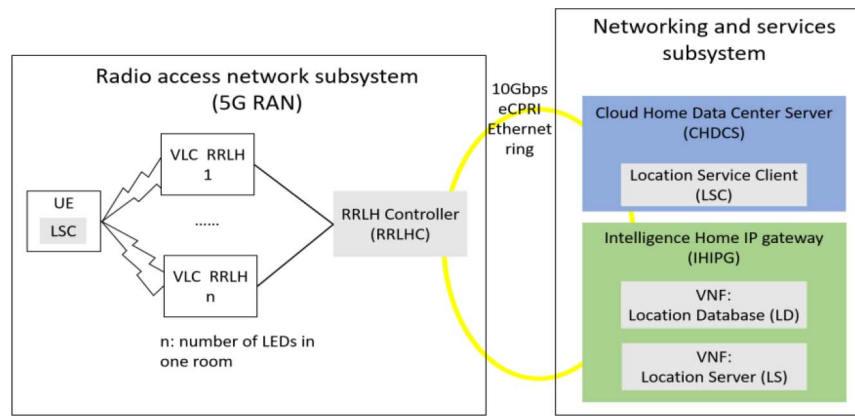 Networking and services
subsystem
Radio access network subsystem
(5G RAN)
10Gbps
eCPRI
Ethernet
ring
Cloud Home Data Center Server
(CHDCS)
Location Service Client
(LSC)
VLC RRLH
1
UE
LSC
......
RRLH Controller
(RRLHC)
VLC RRLH
n
n: number of LEDs in
one room
Intelligence Home IP gateway
(IHIPG)
VNF:
Location Database (LD)
VNF:
Location Server (LS)